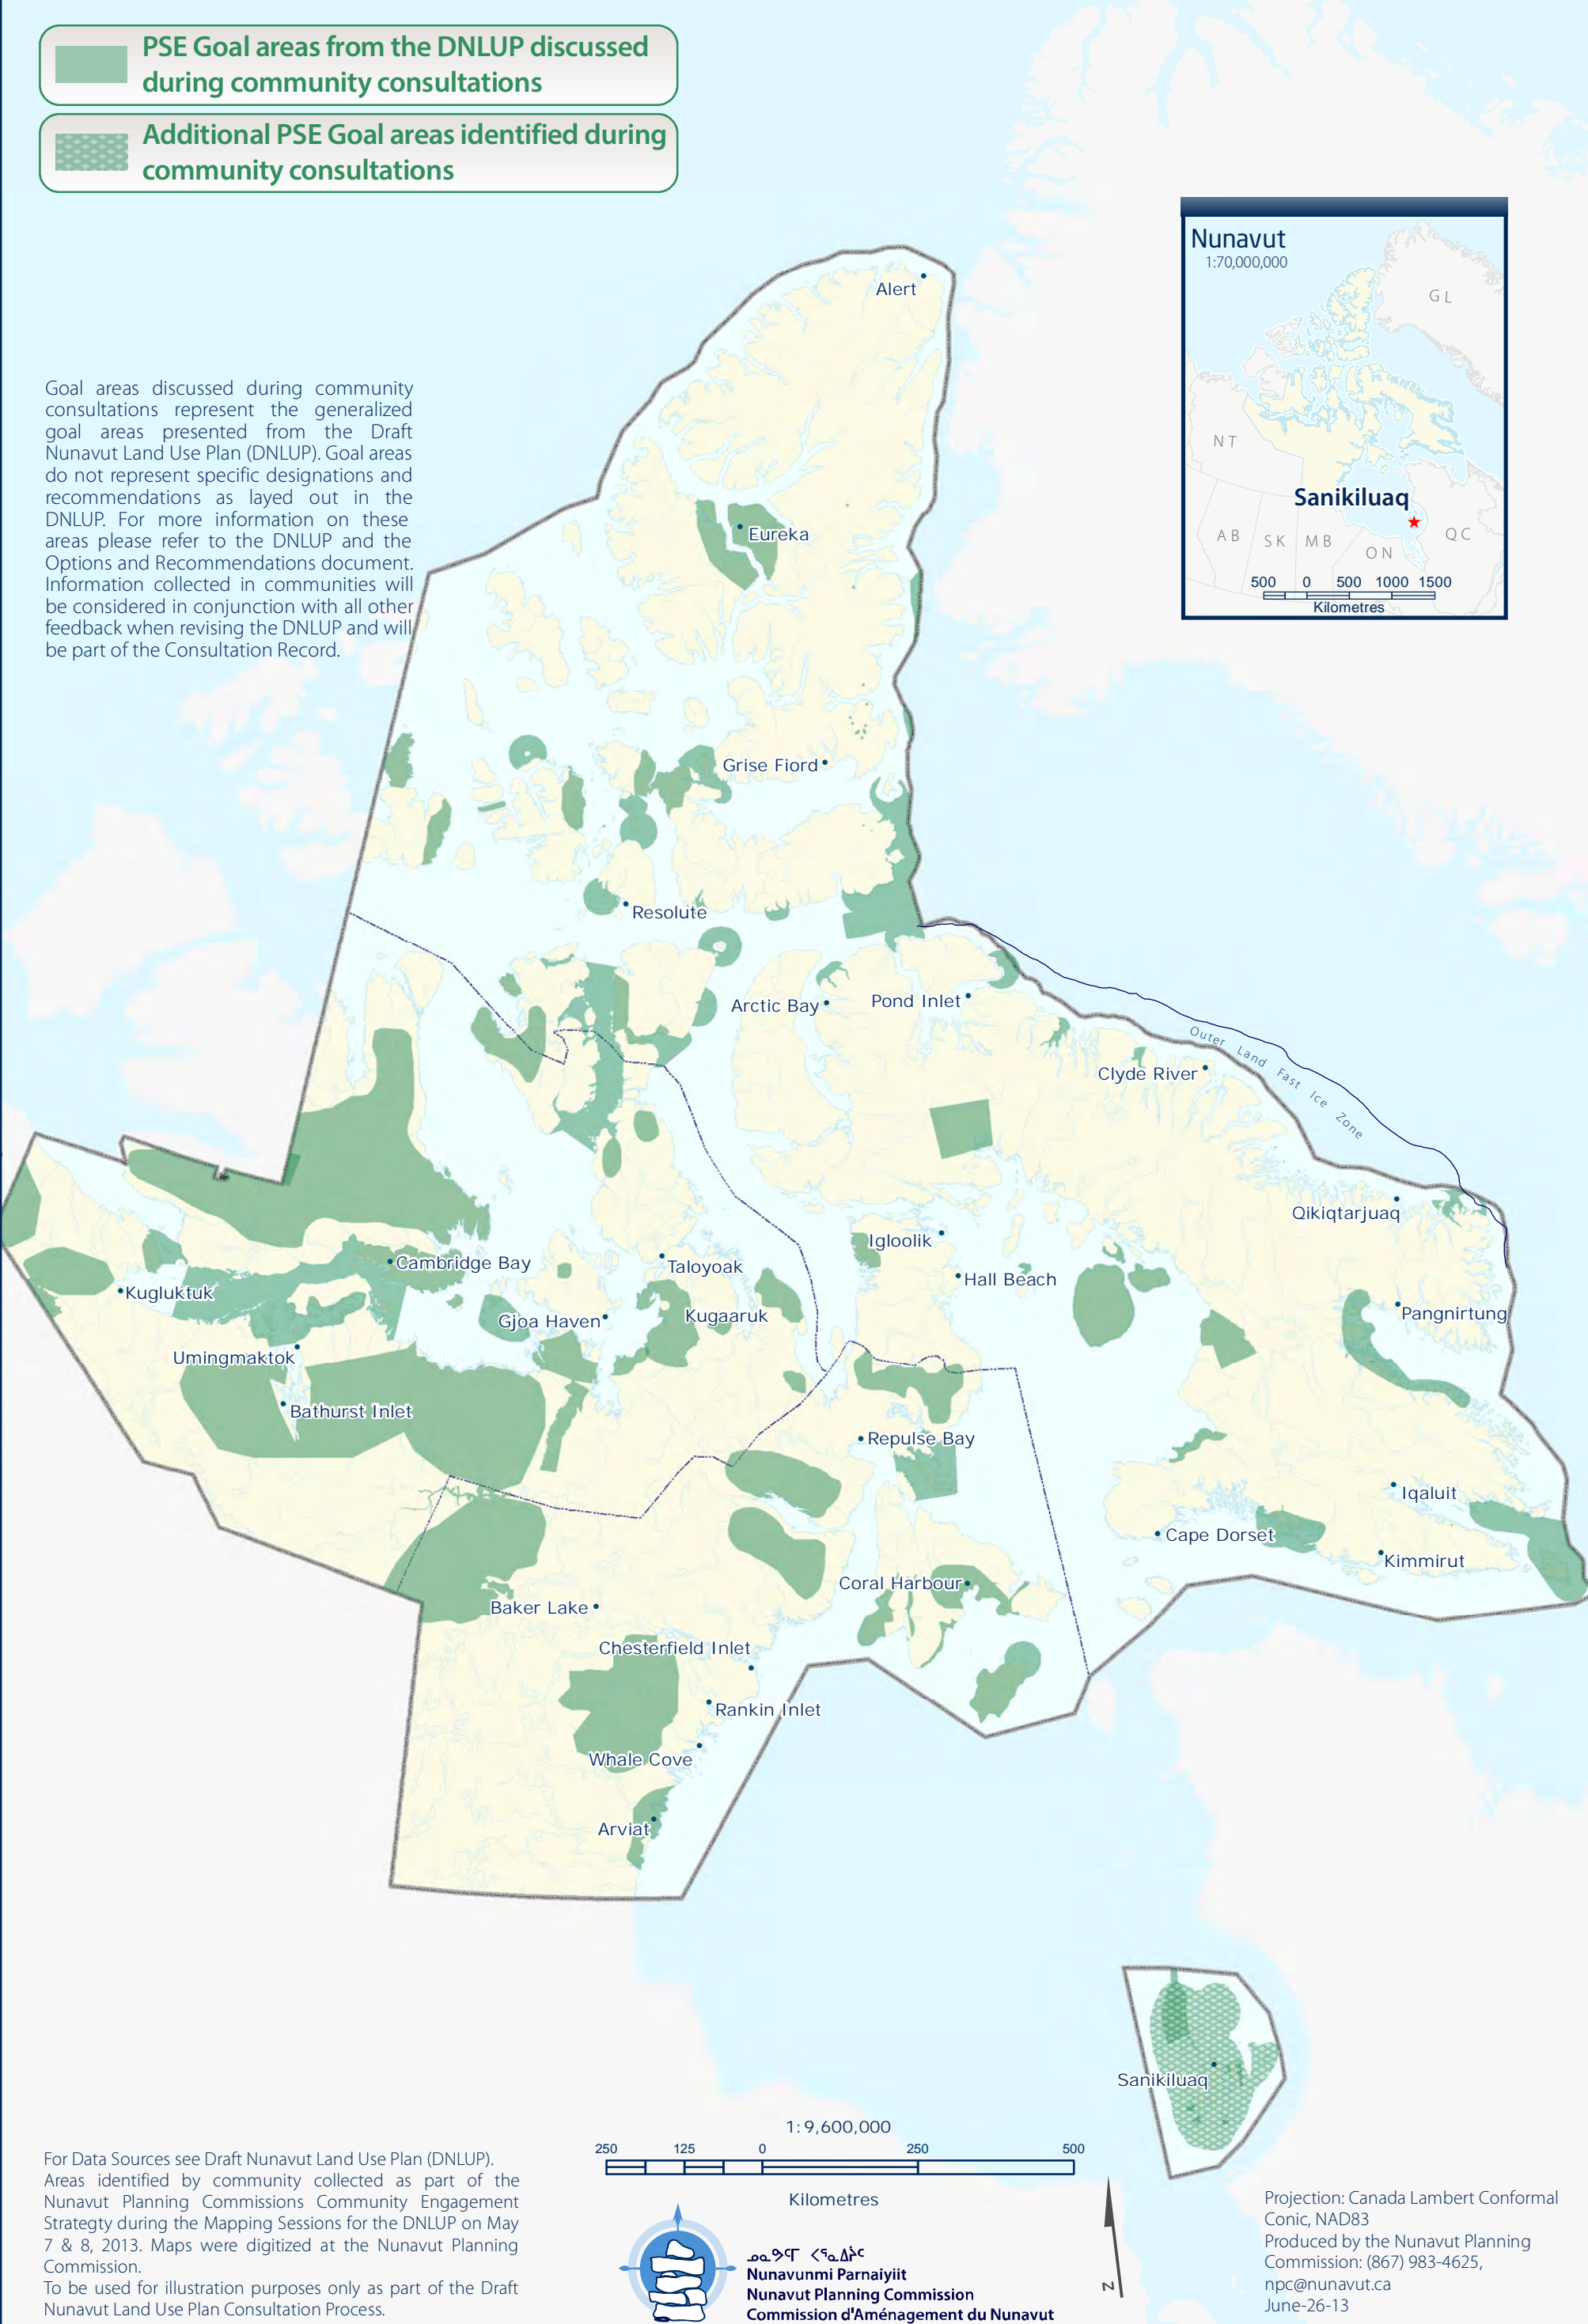 PSE Goal areas from the DNLUP discussed
during community consultations
Additional PSE Goal areas identified during
community consultations
Nunavut
1:70,000,000
GL
NT
Sanikiluaq
AB
SK
MB
ON
QC
500 0 500 1000 1500
Kilometres
Goal areas discussed during community
consultations represent the generalized
goal areas presented from the Draft
Nunavut Land Use Plan (DNLUP). Goal areas
do not represent specific designations and
recommendations as layed out in the
DNLUP. For more information on these
areas please refer to the DNLUP and the
Options and Recommendations document.
Information collected in communities will
be considered in conjunction with all other
feedback when revising the DNLUP and will
be part of the Consultation Record.
Alert
Eureka
Grise Fiord
Resolute
Arctic Bay
Pond Inlet
Clyde River
Outer Land Fast Ice Zone
Qikiqtarjuaq
Igloolik
Hall Beach
Cambridge Bay
Taloyoak
Kugluktuk
Gjoa Haven
Kugaaruk
Pangnirtung
Umingmaktok
Bathurst Inlet
Repulse Bay
Iqaluit
Cape Dorset
Kimmirut
Coral Harbour
Baker Lake
Chesterfield Inlet
Rankin Inlet
Whale Cove
Arviat
Sanikiluaq
1:9,600,000
250 125 0 250 500
Kilometres
N
For Data Sources see Draft Nunavut Land Use Plan (DNLUP).
Areas identified by community collected as part of the
Nunavut Planning Commissions Community Engagement
Strategty during the Mapping Sessions for the DNLUP on May
7 & 8, 2013. Maps were digitized at the Nunavut Planning
Commission.
To be used for illustration purposes only as part of the Draft
Nunavut Land Use Plan Consultation Process.
ᓄᓇᕗᒻᒥ ᐸᕐᓇᐃᔩᑦ
Nunavunmi Parnaiyiit
Nunavut Planning Commission
Commission d'Aménagement du Nunavut
Projection: Canada Lambert Conformal
Conic, NAD83
Produced by the Nunavut Planning
Commission: (867) 983-4625,
npc@nunavut.ca
June-26-13